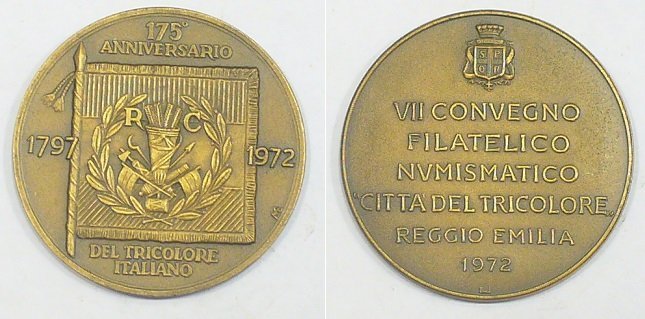 175°
ANNIVERSARIO
R C
1797 1972
M
DEL TRICOLORE
ITALIANO
VII CONVEGNO
FILATELICO
NVMISMATICO
"CITTA' DEL TRICOLORE"
REGGIO EMILIA
1972